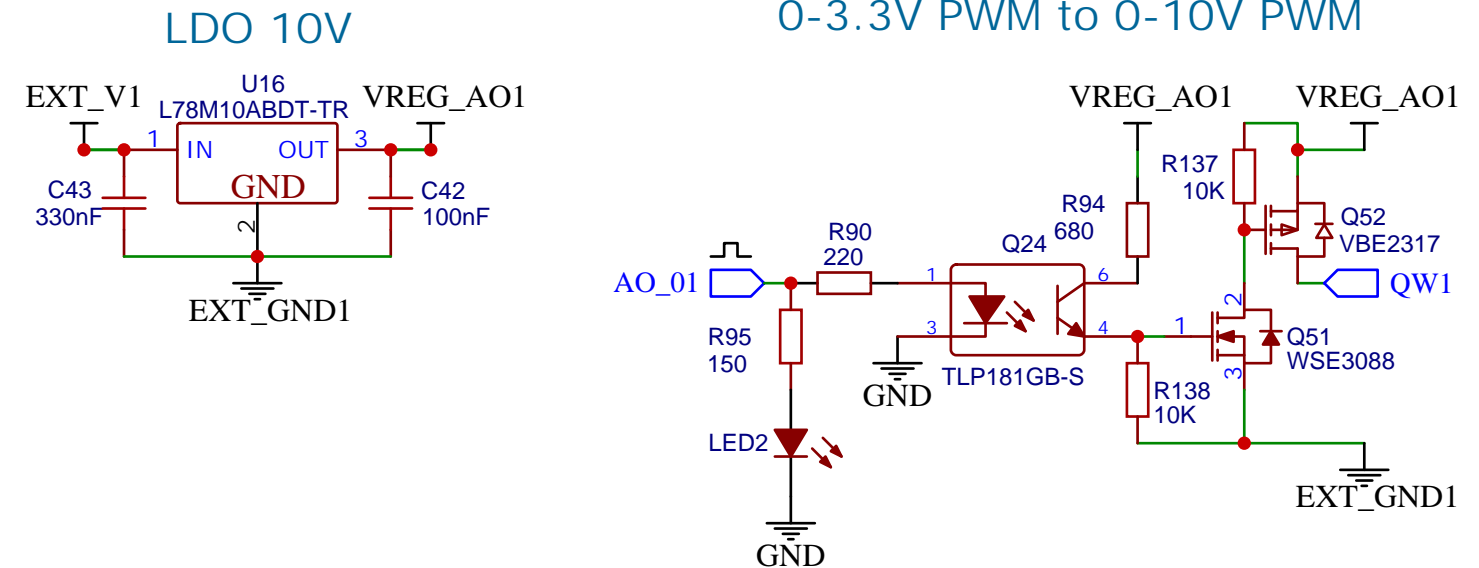 LDO 10V
0-3.3V PWM to 0-10V PWM
EXT_V1
U16
L78M10ABDT-TR
VREG_AO1
1
IN
OUT
3
GND
2
C43
330nF
C42
100nF
EXT_GND1
VREG_AO1
VREG_AO1
R137
10K
R94
680
Q52
VBE2317
QW1
R90
220
Q24
AO_01
1
6
3
4
TLP181GB-S
GND
R95
150
LED2
GND
2
1
3
Q51
WSE3088
R138
10K
EXT_GND1